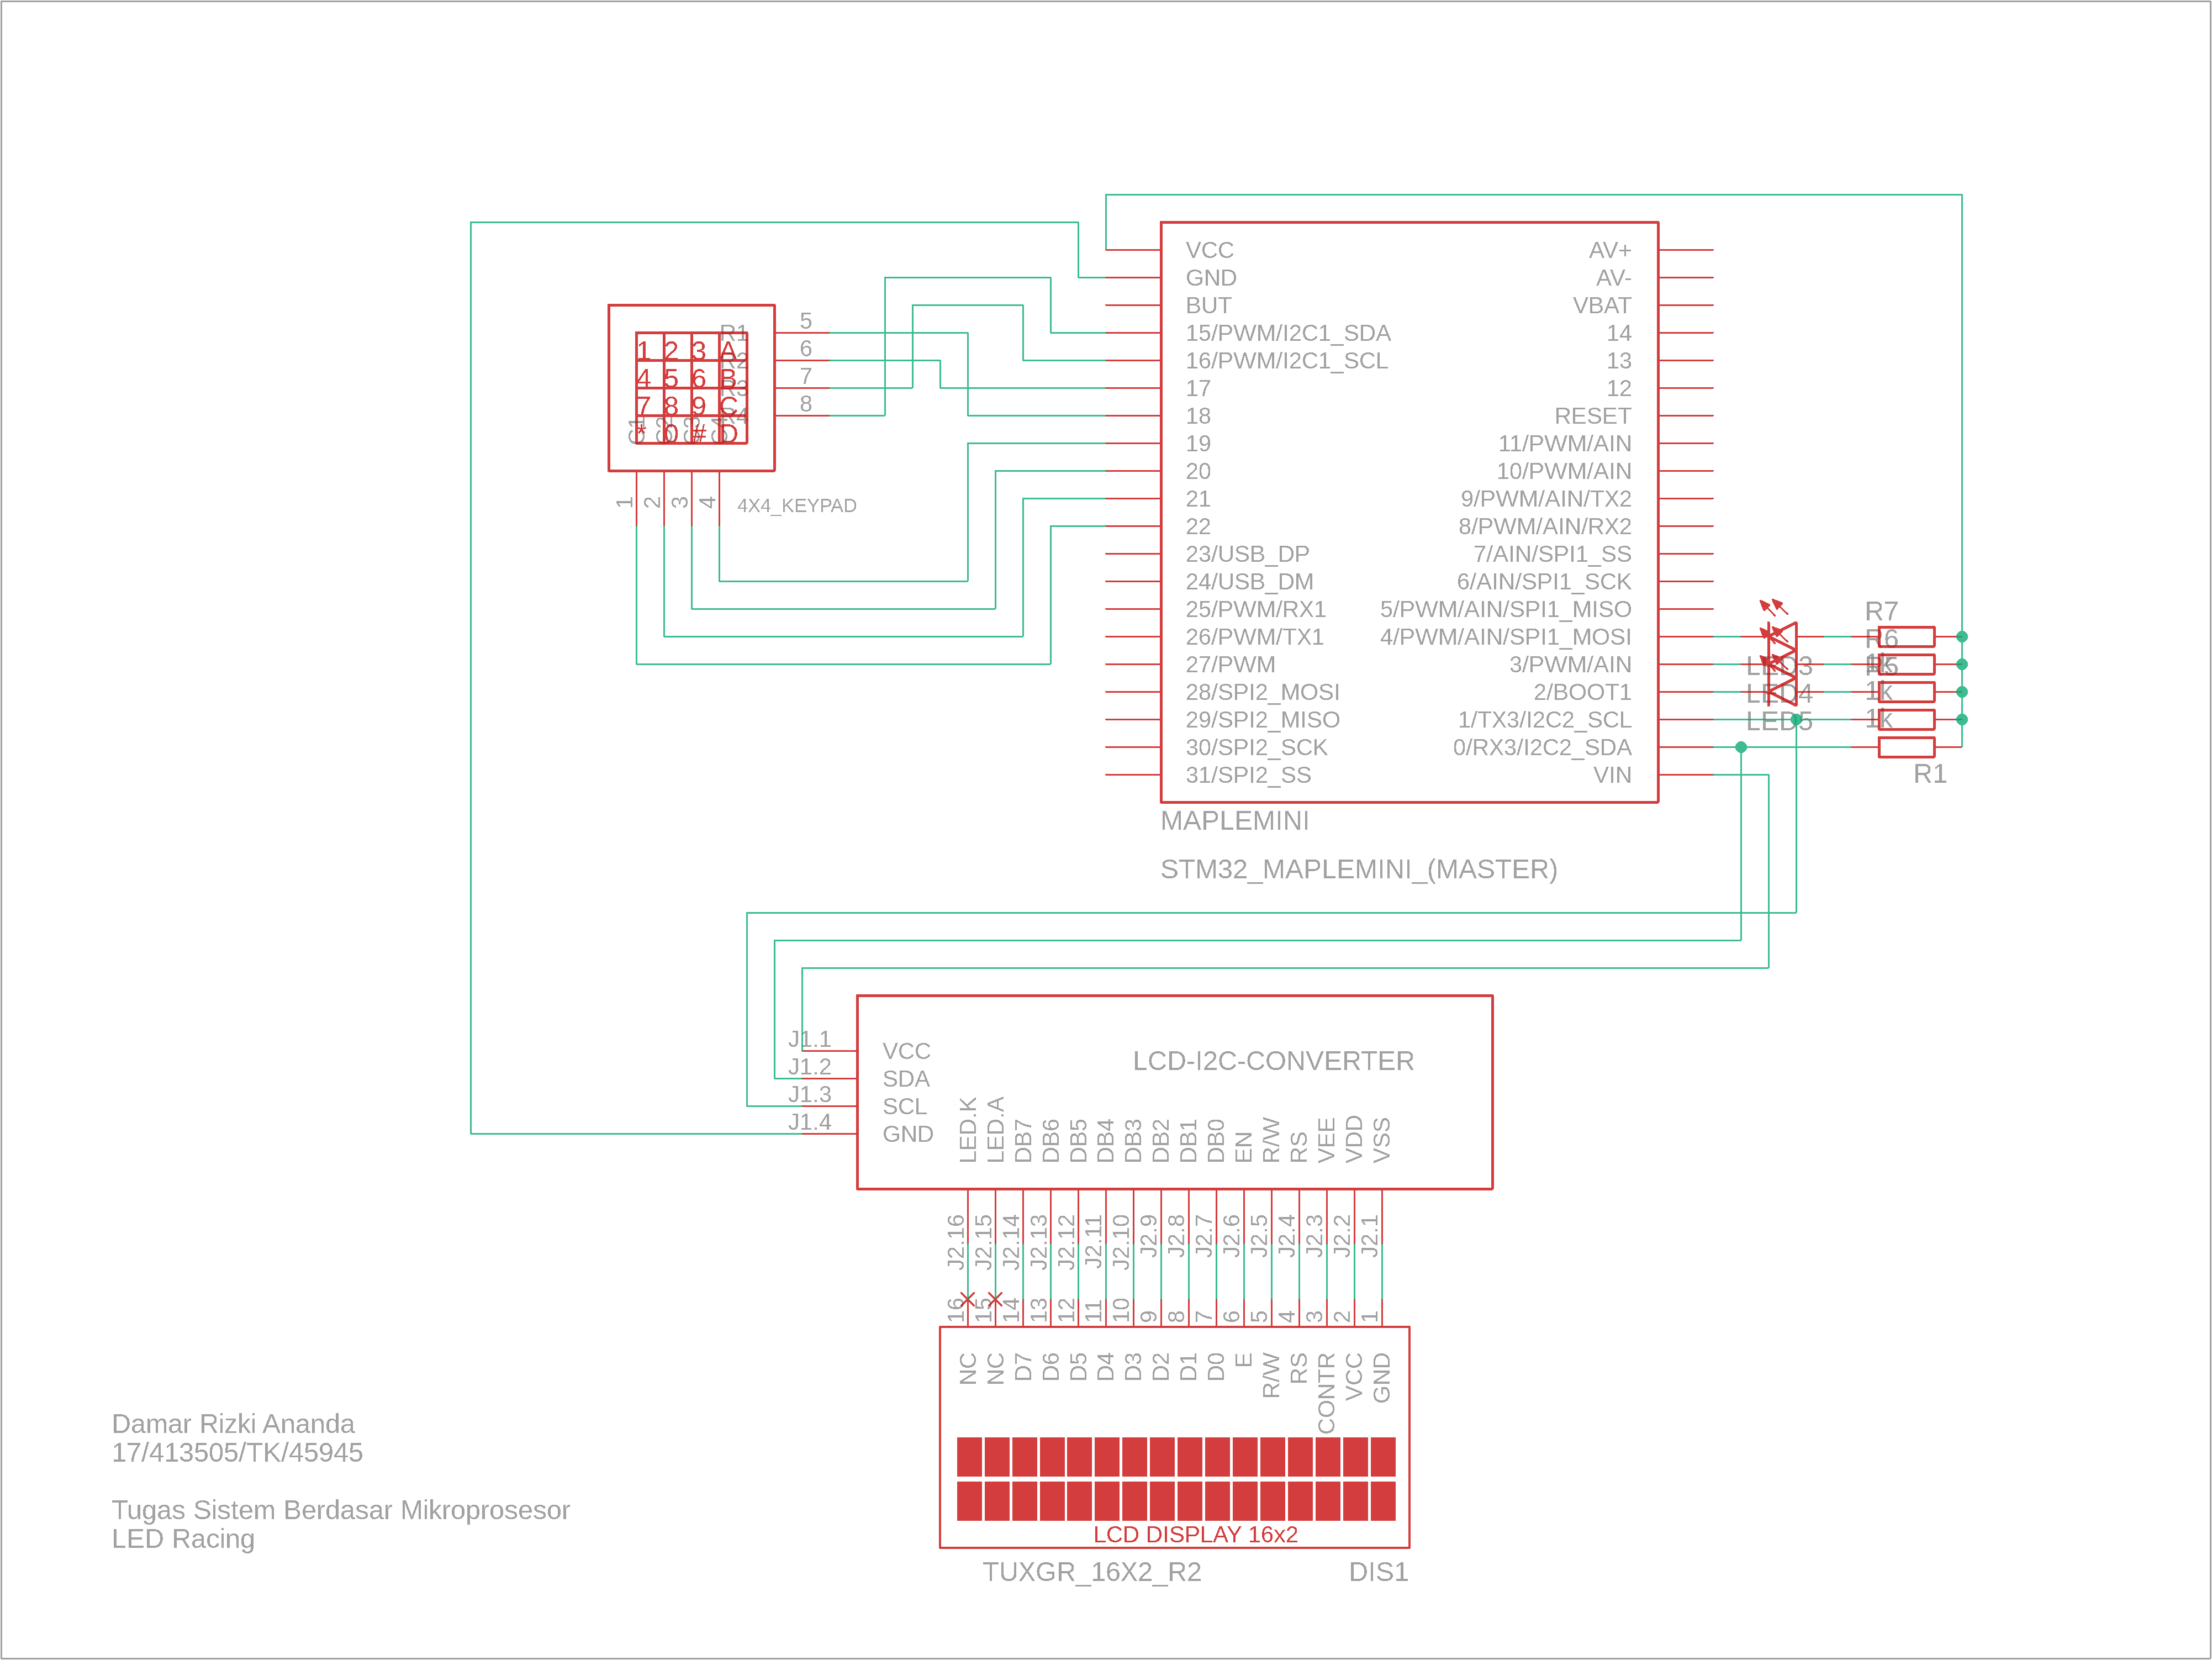 VCC
GND
BUT
15/PWM/I2C1_SDA
16/PWM/I2C1_SCL
17
18
19
20
21
22
23/USB_DP
24/USB_DM
25/PWM/RX1
26/PWM/TX1
27/PWM
28/SPI2_MOSI
29/SPI2_MISO
30/SPI2_SCK
31/SPI2_SS
AV+
AV-
VBAT
14
13
12
RESET
11/PWM/AIN
10/PWM/AIN
9/PWM/AIN/TX2
8/PWM/AIN/RX2
7/AIN/SPI1_SS
6/AIN/SPI1_SCK
5/PWM/AIN/SPI1_MISO
4/PWM/AIN/SPI1_MOSI
3/PWM/AIN
2/BOOT1
1/TX3/I2C2_SCL
0/RX3/I2C2_SDA
VIN
MAPLEMINI
STM32_MAPLEMINI_(MASTER)
R1
R2
R3
R4
5
6
7
8
1 2 3 A
4 5 6 B
7 8 9 C
* 0 # D
C1 C2 C3 C4
1 2 3 4
4X4_KEYPAD
LED3
LED4
LED5
R7
R6
R5
1k
1k
1k
R1
J1.1
J1.2
J1.3
J1.4
VCC
SDA
SCL
GND
LCD-I2C-CONVERTER
LED.K LED.A DB7 DB6 DB5 DB4 DB3 DB2 DB1 DB0 EN R/W RS VEE VDD VSS
J2.16 J2.15 J2.14 J2.13 J2.12 J2.11 J2.10 J2.9 J2.8 J2.7 J2.6 J2.5 J2.4 J2.3 J2.2 J2.1
16 15 14 13 12 11 10 9 8 7 6 5 4 3 2 1
NC NC D7 D6 D5 D4 D3 D2 D1 D0 E R/W RS CONTR VCC GND
LCD DISPLAY 16x2
TUXGR_16X2_R2
DIS1
Damar Rizki Ananda
17/413505/TK/45945
Tugas Sistem Berdasar Mikroprosesor
LED Racing